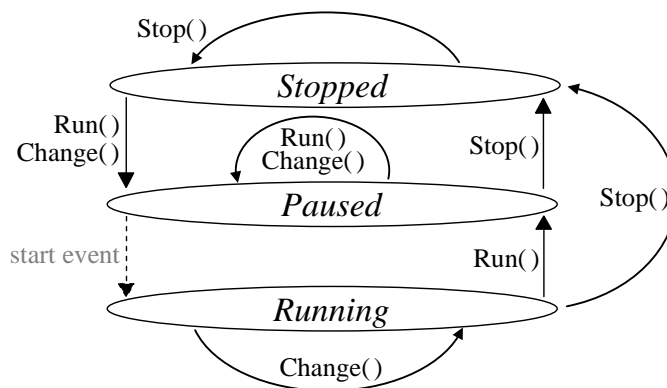 Stop()
Stopped
Run()
Change()
Run()
Change()
Stop()
Paused
Stop()
start event
Run()
Running
Change()